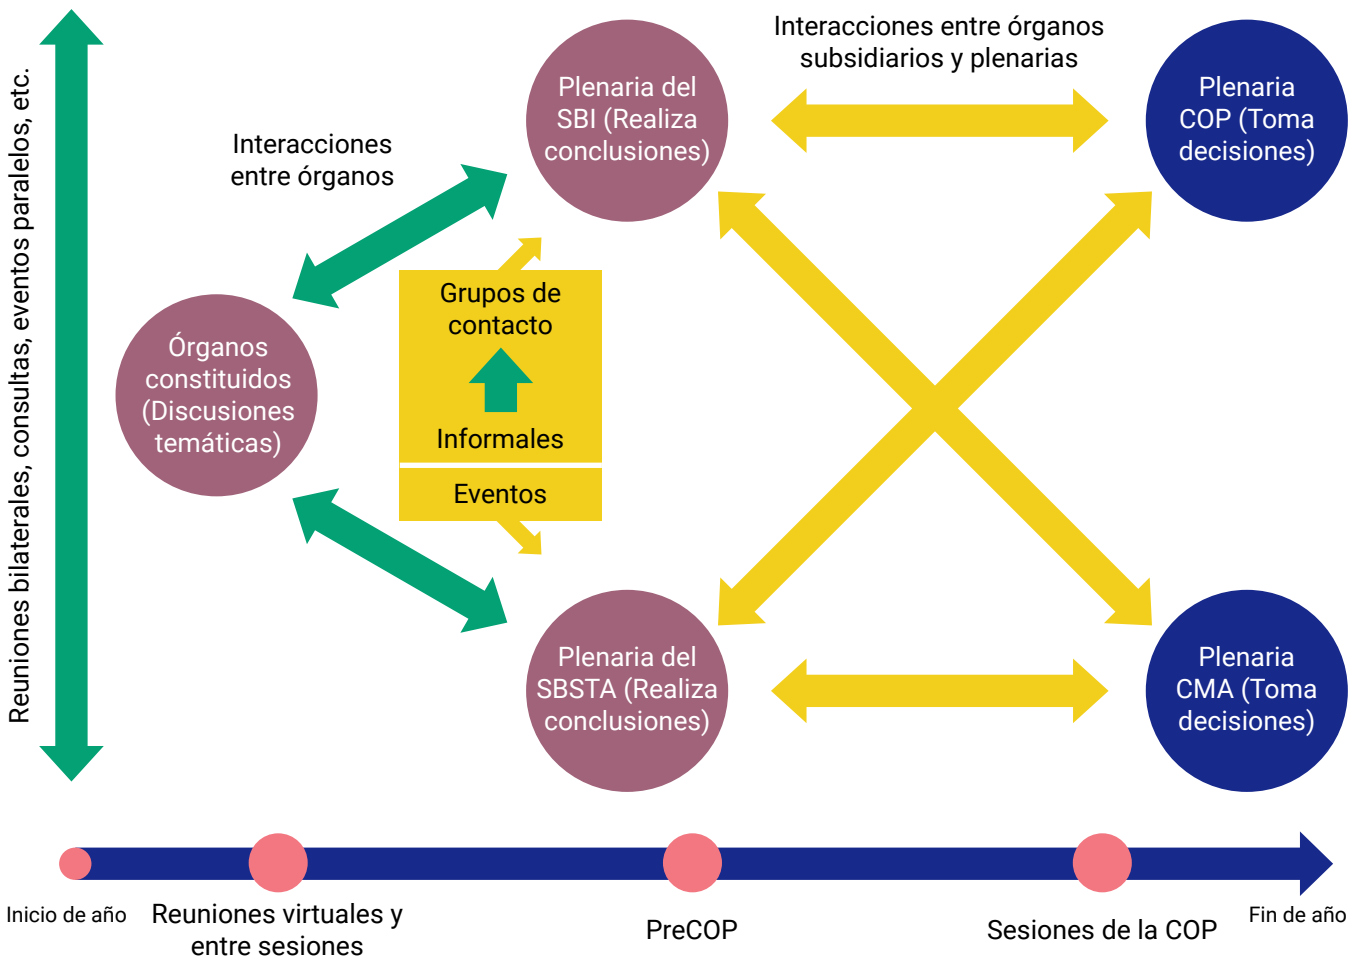 Reuniones bilaterales, consultas, eventos paralelos, etc.
Interacciones
entre órganos
Plenaria del
SBI (Realiza
conclusiones)
Interacciones entre órganos
subsidiarios y plenarias
Plenaria
COP (Toma
decisiones)
Órganos
constituidos
(Discusiones
temáticas)
Grupos de
contacto
Informales
Eventos
Plenaria del
SBSTA (Realiza
conclusiones)
Plenaria
CMA (Toma
decisiones)
Inicio de año
Reuniones virtuales y
entre sesiones
PreCOP
Sesiones de la COP
Fin de año